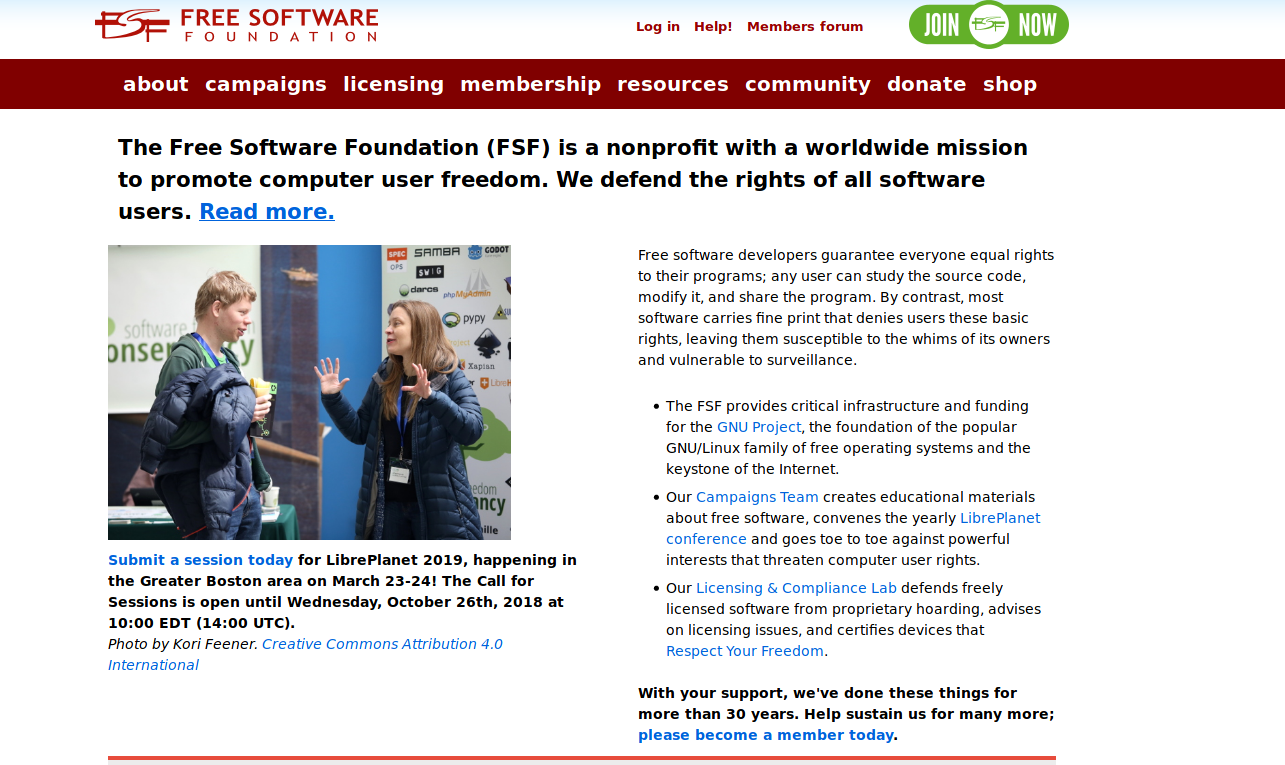 FREE SOFTWARE
FOUNDATION
Log in Help! Members forum
JOIN NOW
about campaigns licensing membership resources community donate shop
The Free Software Foundation (FSF) is a nonprofit with a worldwide mission
to promote computer user freedom. We defend the rights of all software
users. Read more.
SPEC
OPS
SAMBA
GODOT
SWIG
darcs
phpMyAdmin
pypy
Xapian
software
Submit a session today for LibrePlanet 2019, happening in
the Greater Boston area on March 23-24! The Call for
Sessions is open until Wednesday, October 26th, 2018 at
10:00 EDT (14:00 UTC).
Photo by Kori Feener. Creative Commons Attribution 4.0
International
Free software developers guarantee everyone equal rights
to their programs; any user can study the source code,
modify it, and share the program. By contrast, most
software carries fine print that denies users these basic
rights, leaving them susceptible to the whims of its owners
and vulnerable to surveillance.
• The FSF provides critical infrastructure and funding
for the GNU Project, the foundation of the popular
GNU/Linux family of free operating systems and the
keystone of the Internet.
• Our Campaigns Team creates educational materials
about free software, convenes the yearly LibrePlanet
conference and goes toe to toe against powerful
interests that threaten computer user rights.
• Our Licensing & Compliance Lab defends freely
licensed software from proprietary hoarding, advises
on licensing issues, and certifies devices that
Respect Your Freedom.
With your support, we've done these things for
more than 30 years. Help sustain us for many more;
please become a member today.